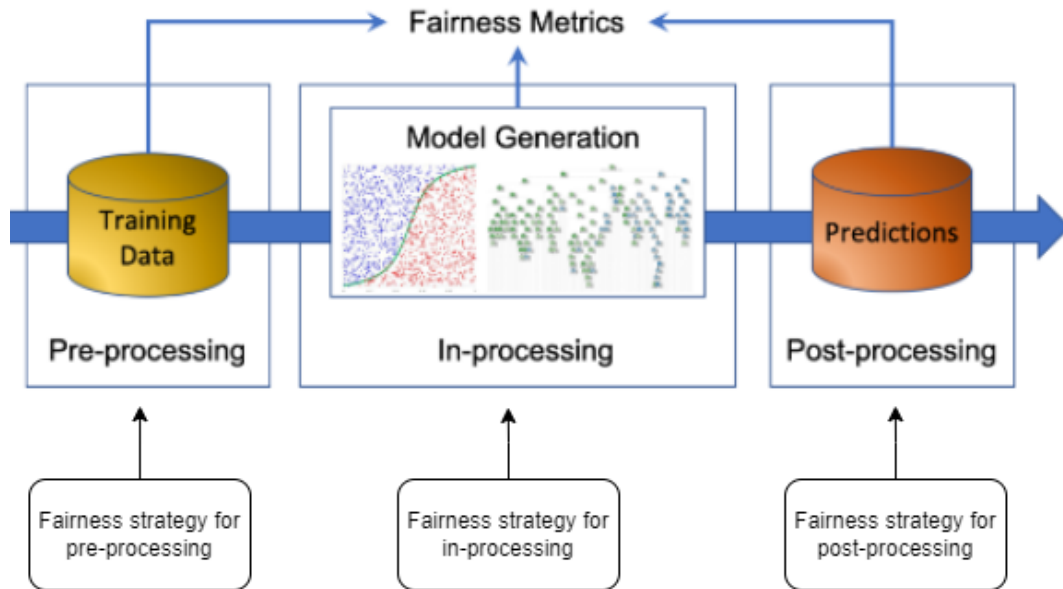 Fairness Metrics
Model Generation
Training
Data
Predictions
Pre-processing
In-processing
Post-processing
Fairness strategy for
pre-processing
Fairness strategy for
in-processing
Fairness strategy for
post-processing